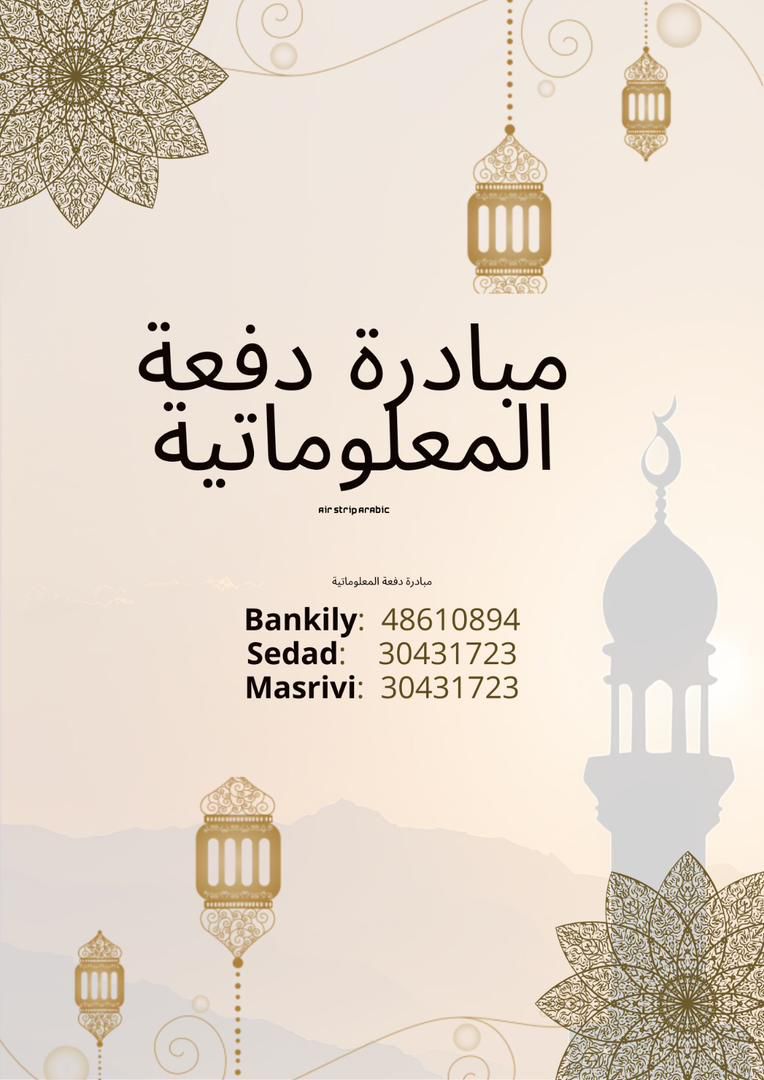 مبادرة دفعة
المعلوماتية
Air strip Arabic
مبادرة دفعة المعلوماتية
Bankily: 48610894
Sedad: 30431723
Masrivi: 30431723